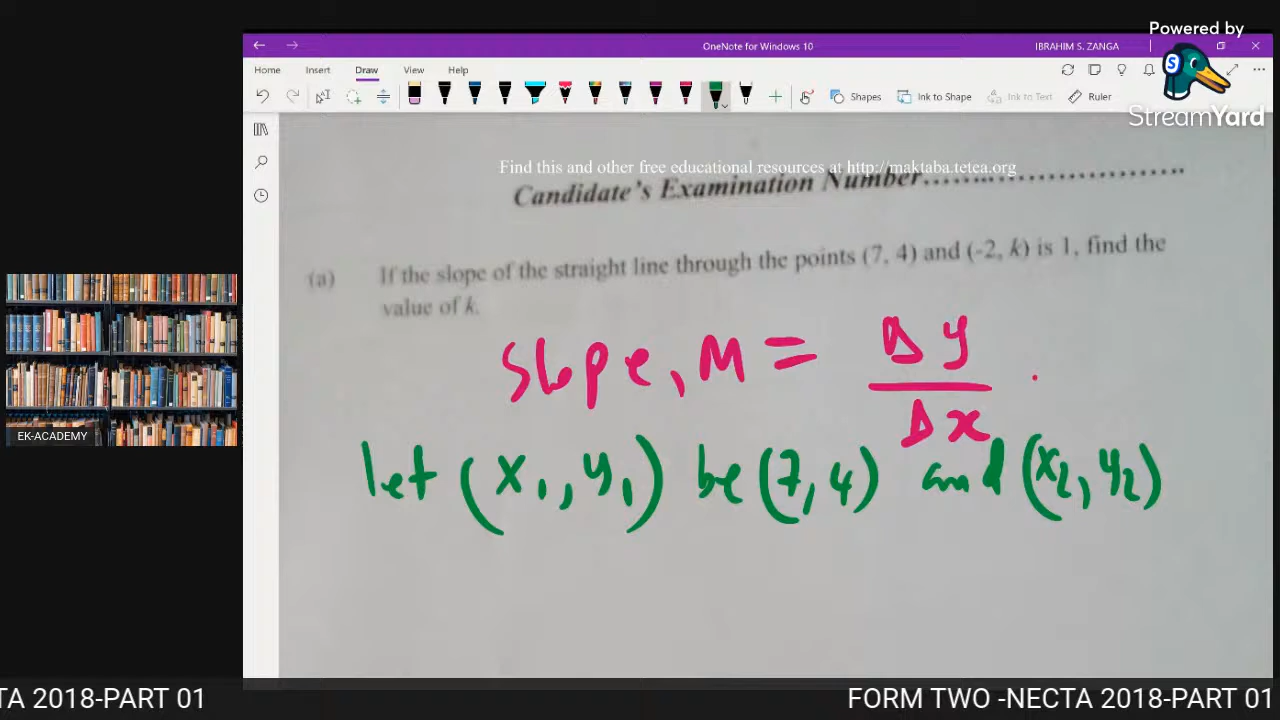 Powered by
StreamYard
OneNote for Windows 10
IBRAHIM S. ZANGA
Home Insert Draw View Help
Shapes Ink to Shape Ink to Text Ruler
Find this and other free educational resources at http://maktaba.tetea.org
Candidate's Examination Number..........................
(a) If the slope of the straight line through the points (7, 4) and (-2, k) is 1, find the
value of k.
Slope, M = Δy
Δx
let (x₁, y₁) be (7, 4) and (x₂, y₂)
EK-ACADEMY
TA 2018-PART 01
FORM TWO -NECTA 2018-PART 01